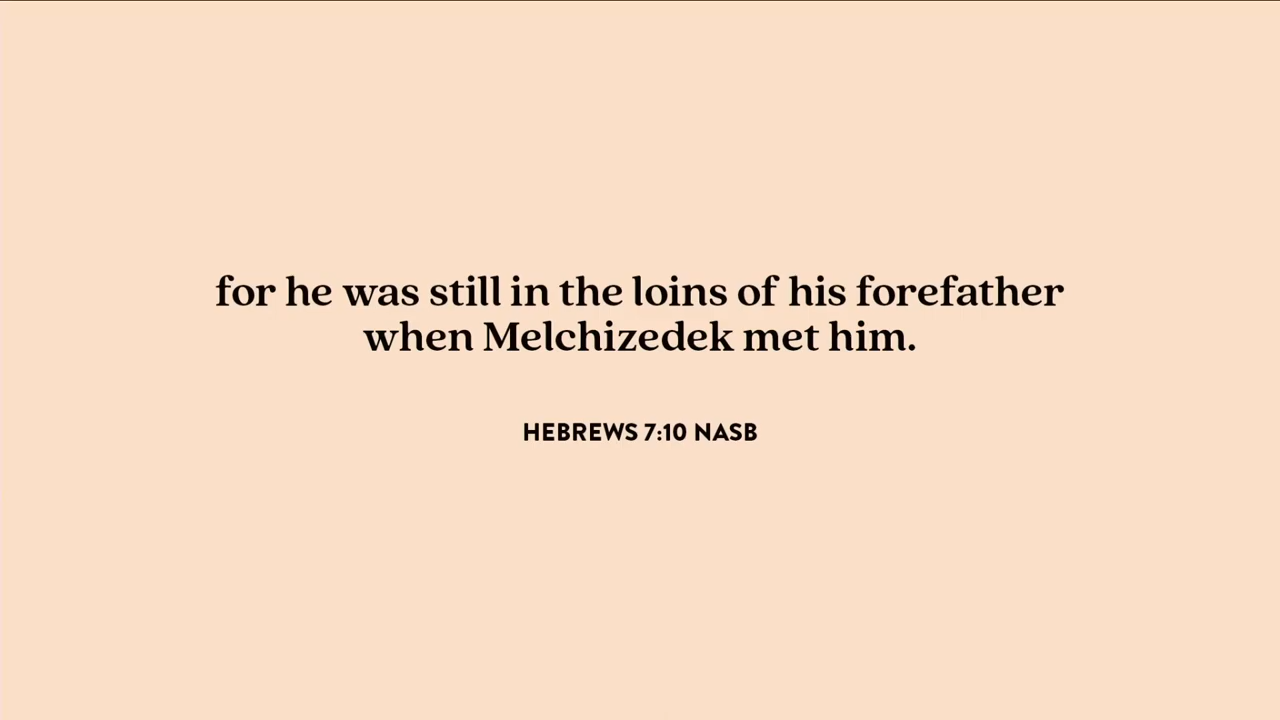 for he was still in the loins of his forefather
when Melchizedek met him.
HEBREWS 7:10 NASB